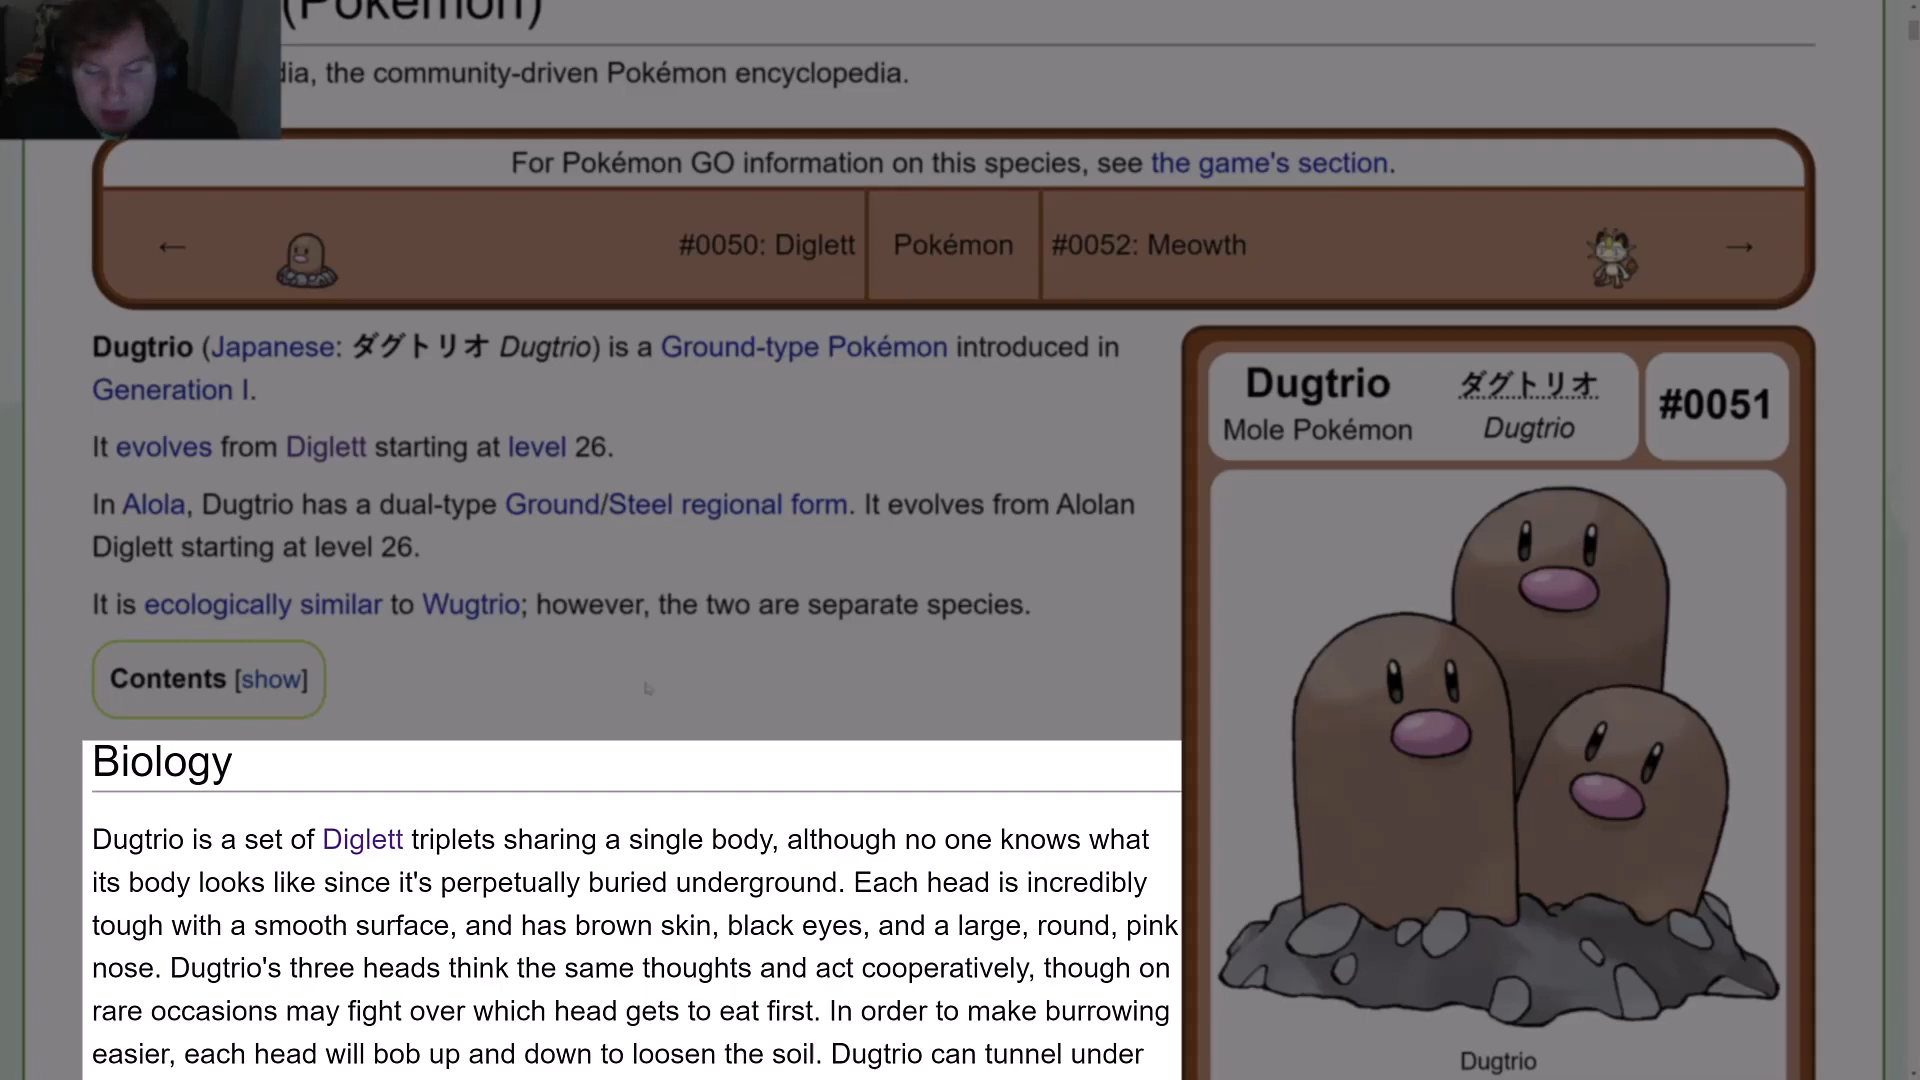 (Pokémon)
dia, the community-driven Pokémon encyclopedia.
For Pokémon GO information on this species, see the game's section.
← #0050: Diglett Pokémon #0052: Meowth →
Dugtrio (Japanese: ダグトリオ Dugtrio) is a Ground-type Pokémon introduced in
Generation I.
It evolves from Diglett starting at level 26.
In Alola, Dugtrio has a dual-type Ground/Steel regional form. It evolves from Alolan
Diglett starting at level 26.
It is ecologically similar to Wugtrio; however, the two are separate species.
Contents [show]
Biology
Dugtrio is a set of Diglett triplets sharing a single body, although no one knows what
its body looks like since it's perpetually buried underground. Each head is incredibly
tough with a smooth surface, and has brown skin, black eyes, and a large, round, pink
nose. Dugtrio's three heads think the same thoughts and act cooperatively, though on
rare occasions may fight over which head gets to eat first. In order to make burrowing
easier, each head will bob up and down to loosen the soil. Dugtrio can tunnel under
Dugtrio
Mole Pokémon
ダグトリオ
Dugtrio
#0051
Dugtrio